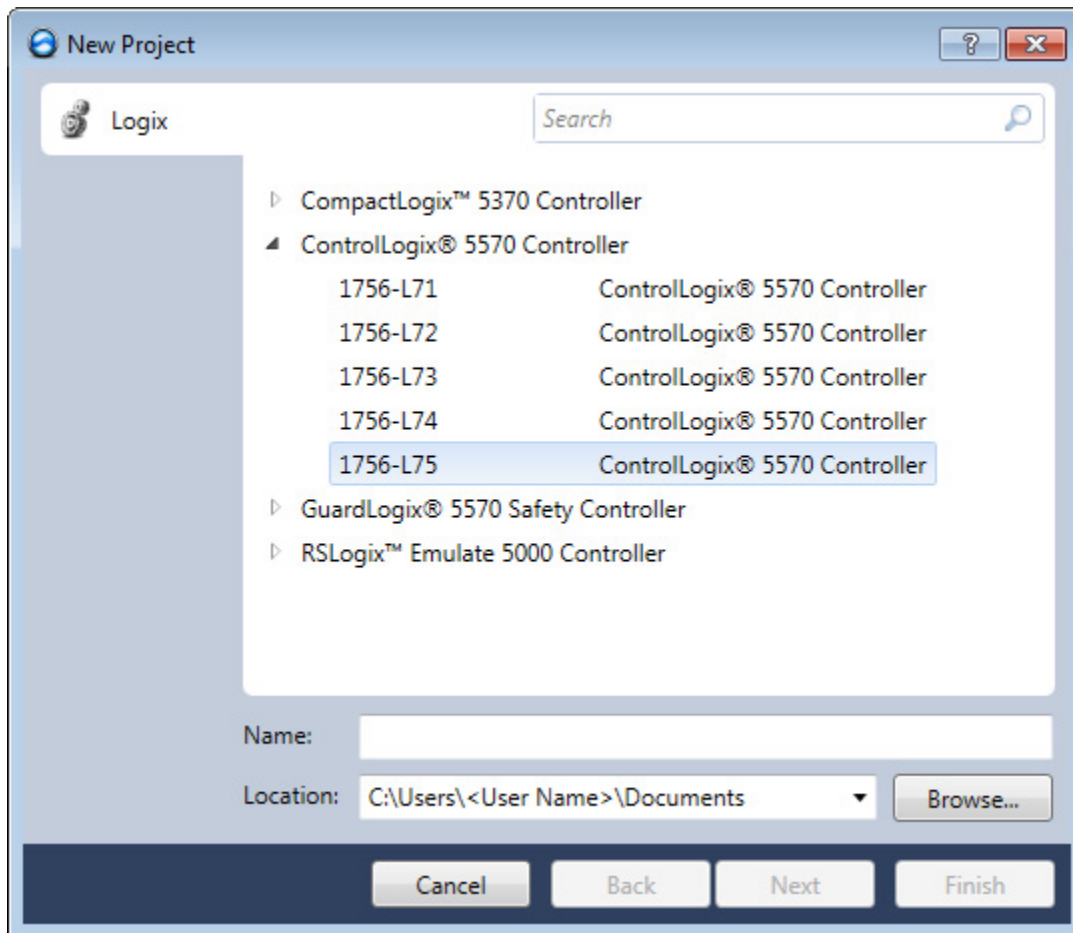 New Project
Logix
Search
CompactLogix™ 5370 Controller
ControlLogix® 5570 Controller
1756-L71 ControlLogix® 5570 Controller
1756-L72 ControlLogix® 5570 Controller
1756-L73 ControlLogix® 5570 Controller
1756-L74 ControlLogix® 5570 Controller
1756-L75 ControlLogix® 5570 Controller
GuardLogix® 5570 Safety Controller
RSLogix™ Emulate 5000 Controller
Name:
Location: C:\Users\<User Name>\Documents Browse...
Cancel Back Next Finish